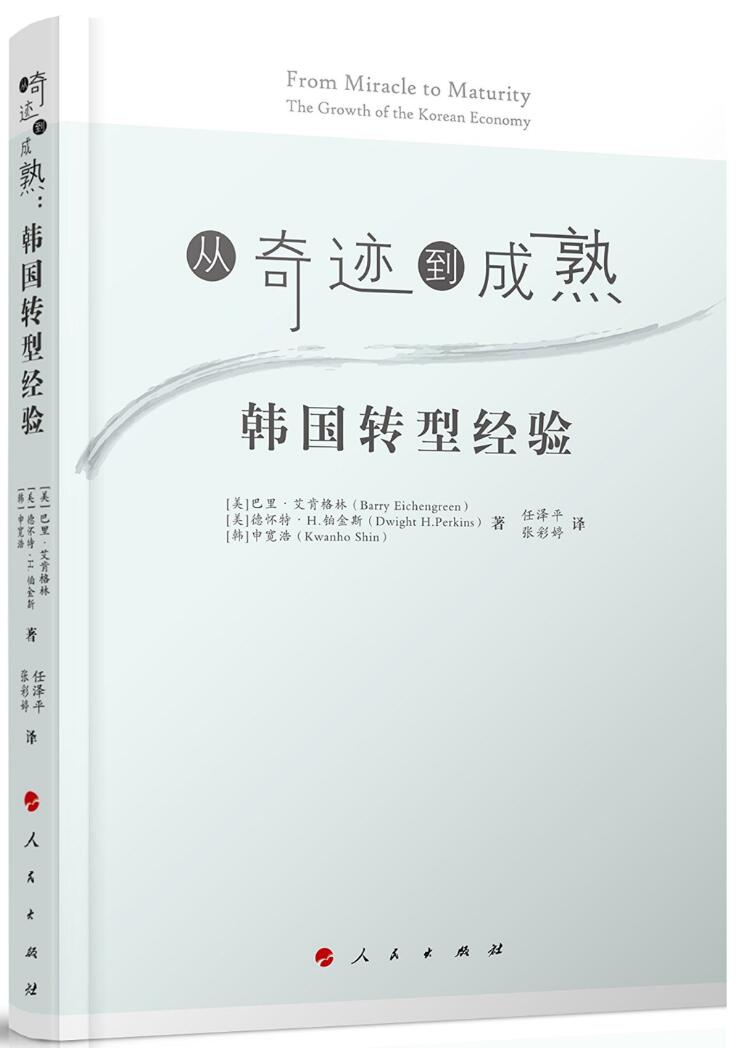 From Miracle to Maturity
The Growth of the Korean Economy
从奇迹到成熟
韩国转型经验
[美]巴里·艾肯格林（Barry Eichengreen）
[美]德怀特·H.铂金斯（Dwight H.Perkins） 著
[韩]申宽浩（Kwanho Shin）
任泽平
张彩婷 译
人民出版社
从奇迹到成熟：韩国转型经验
[美]巴里·艾肯格林
[美]德怀特·H.铂金斯
[韩]申宽浩
著
任泽平
张彩婷
译
人民出版社